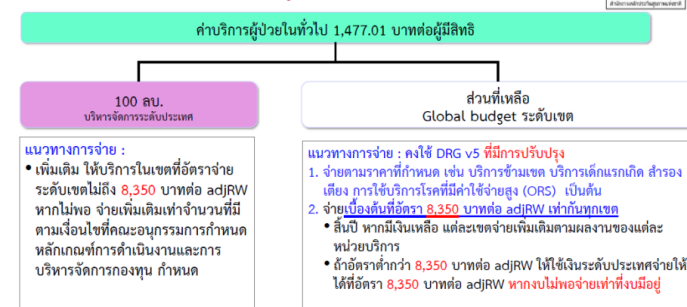 สำนักงานหลักประกันสุขภาพแห่งชาติ
ค่าบริการผู้ป่วยในทั่วไป 1,477.01 บาทต่อผู้มีสิทธิ
100 ลบ.
บริหารจัดการระดับประเทศ
แนวทางการจ่าย :
• เพิ่มเติม ให้บริการในเขตที่อัตราจ่าย
ระดับเขตไม่ถึง 8,350 บาทต่อ adjRW
หากไม่พอ จ่ายเพิ่มเติมเท่าจำนวนที่มี
ตามเงื่อนไขที่คณะอนุกรรมการกำหนด
หลักเกณฑ์การดำเนินงานและการ
บริหารจัดการกองทุน กำหนด
ส่วนที่เหลือ
Global budget ระดับเขต
แนวทางการจ่าย : คงใช้ DRG v5 ที่มีการปรับปรุง
1. จ่ายตามราคาที่กำหนด เช่น บริการข้ามเขต บริการเด็กแรกเกิด สำรอง
เตียง การใช้บริการโรคที่มีค่าใช้จ่ายสูง (ORS) เป็นต้น
2. จ่ายเบื้องต้นที่อัตรา 8,350 บาทต่อ adjRW เท่ากันทุกเขต
• สิ้นปี หากมีเงินเหลือ แต่ละเขตจ่ายเพิ่มเติมตามผลงานของแต่ละ
หน่วยบริการ
• ถ้าอัตราต่ำกว่า 8,350 บาทต่อ adjRW ให้ใช้เงินระดับประเทศจ่ายให้
ได้ที่อัตรา 8,350 บาทต่อ adjRW หากงบไม่พอจ่ายเท่าที่งบมีอยู่